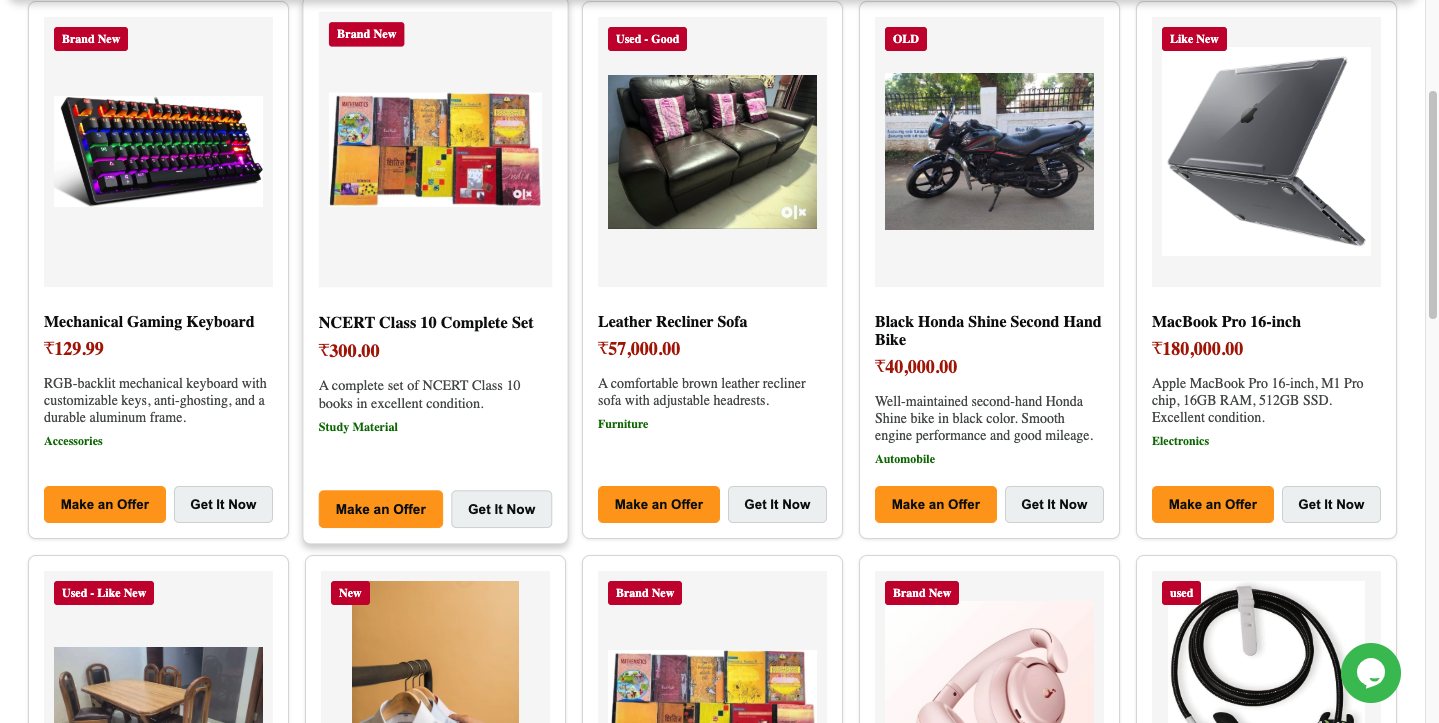 Brand New
Mechanical Gaming Keyboard
₹129.99
RGB-backlit mechanical keyboard with
customizable keys, anti-ghosting, and a
durable aluminum frame.
Accessories
Make an Offer
Get It Now
Brand New
MATHEMATICS
olx
NCERT Class 10 Complete Set
₹300.00
A complete set of NCERT Class 10
books in excellent condition.
Study Material
Make an Offer
Get It Now
Used - Good
olx
Leather Recliner Sofa
₹57,000.00
A comfortable brown leather recliner
sofa with adjustable headrests.
Furniture
Make an Offer
Get It Now
OLD
Black Honda Shine Second Hand
Bike
₹40,000.00
Well-maintained second-hand Honda
Shine bike in black color. Smooth
engine performance and good mileage.
Automobile
Make an Offer
Get It Now
Like New
MacBook Pro 16-inch
₹180,000.00
Apple MacBook Pro 16-inch, M1 Pro
chip, 16GB RAM, 512GB SSD.
Excellent condition.
Electronics
Make an Offer
Get It Now
Used - Like New
New
Brand New
MATHEMATICS
Brand New
used